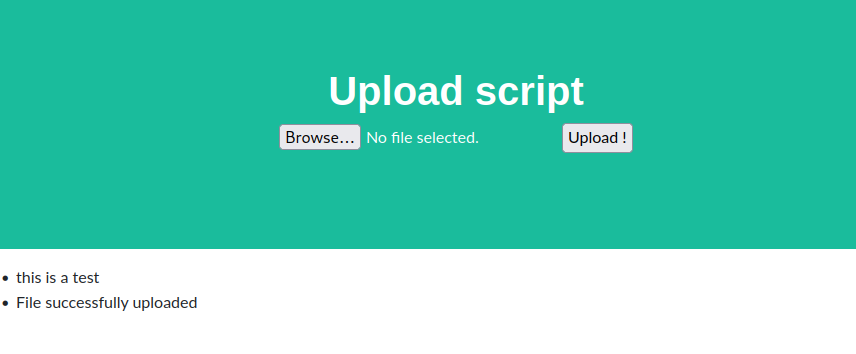 Upload script
Browse... No file selected. Upload !
this is a test
File successfully uploaded